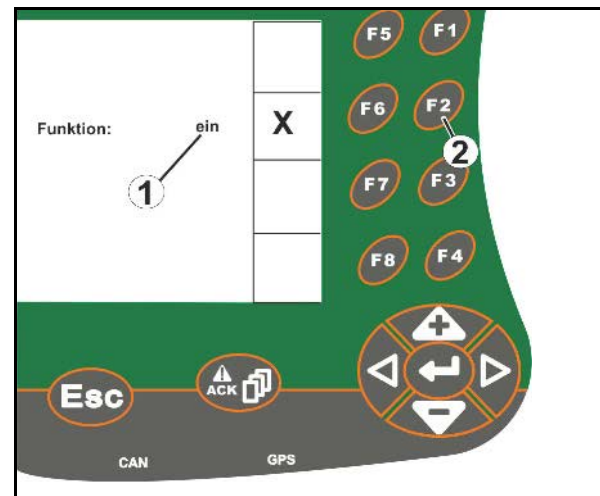 F5 F1
Funktion: ein X F6 F2
1 2
F7 F3
F8 F4
+
Esc ACK
-
CAN GPS